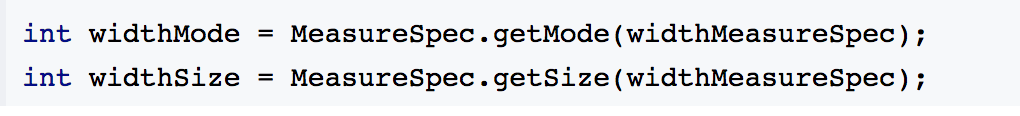 int widthMode = MeasureSpec.getMode(widthMeasureSpec);
int widthSize = MeasureSpec.getSize(widthMeasureSpec);